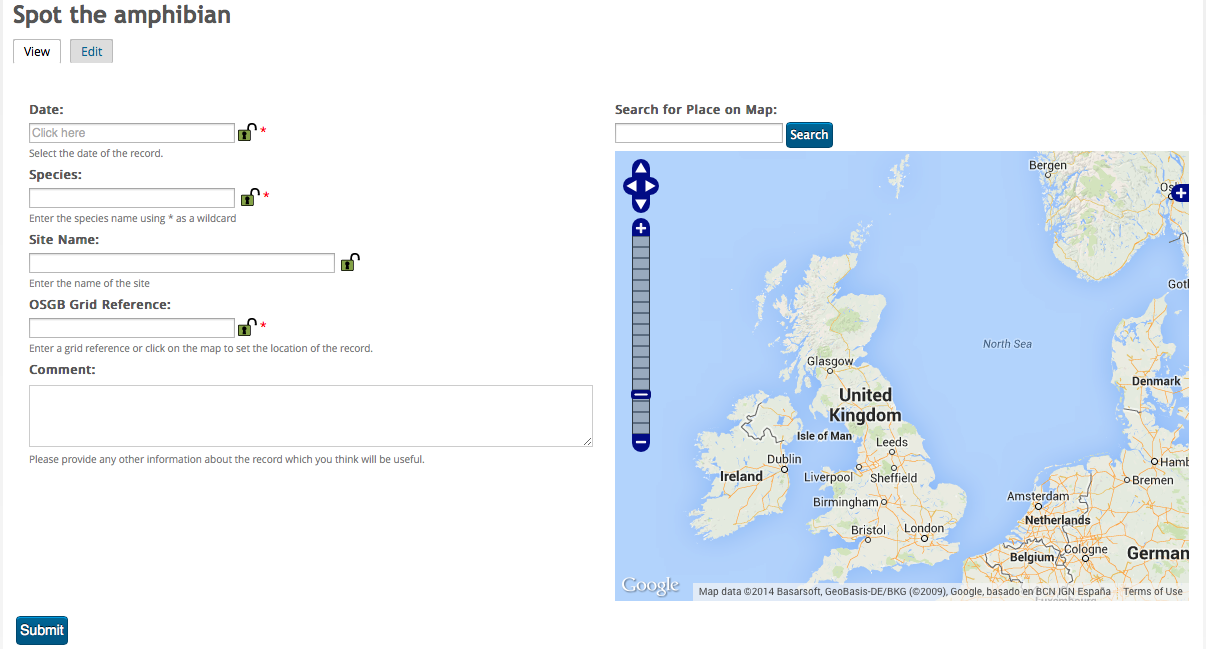 Spot the amphibian
View
Edit
Date:
Click here
*
Select the date of the record.
Species:
*
Enter the species name using * as a wildcard
Site Name:
Enter the name of the site
OSGB Grid Reference:
*
Enter a grid reference or click on the map to set the location of the record.
Comment:
Please provide any other information about the record which you think will be useful.
Submit
Search for Place on Map:
Search
Bergen
Os
Goth
North Sea
Glasgow
Denmark
United
Kingdom
Isle of Man
Leeds
Dublin
Hamb
Ireland
Liverpool
Sheffield
Bremen
Birmingham
Amsterdam
Netherlands
Bristol
London
Belgium
Cologne
German
Google
Map data ©2014 Basarsoft, GeoBasis-DE/BKG (©2009), Google, basado en BCN IGN España
Terms of Use